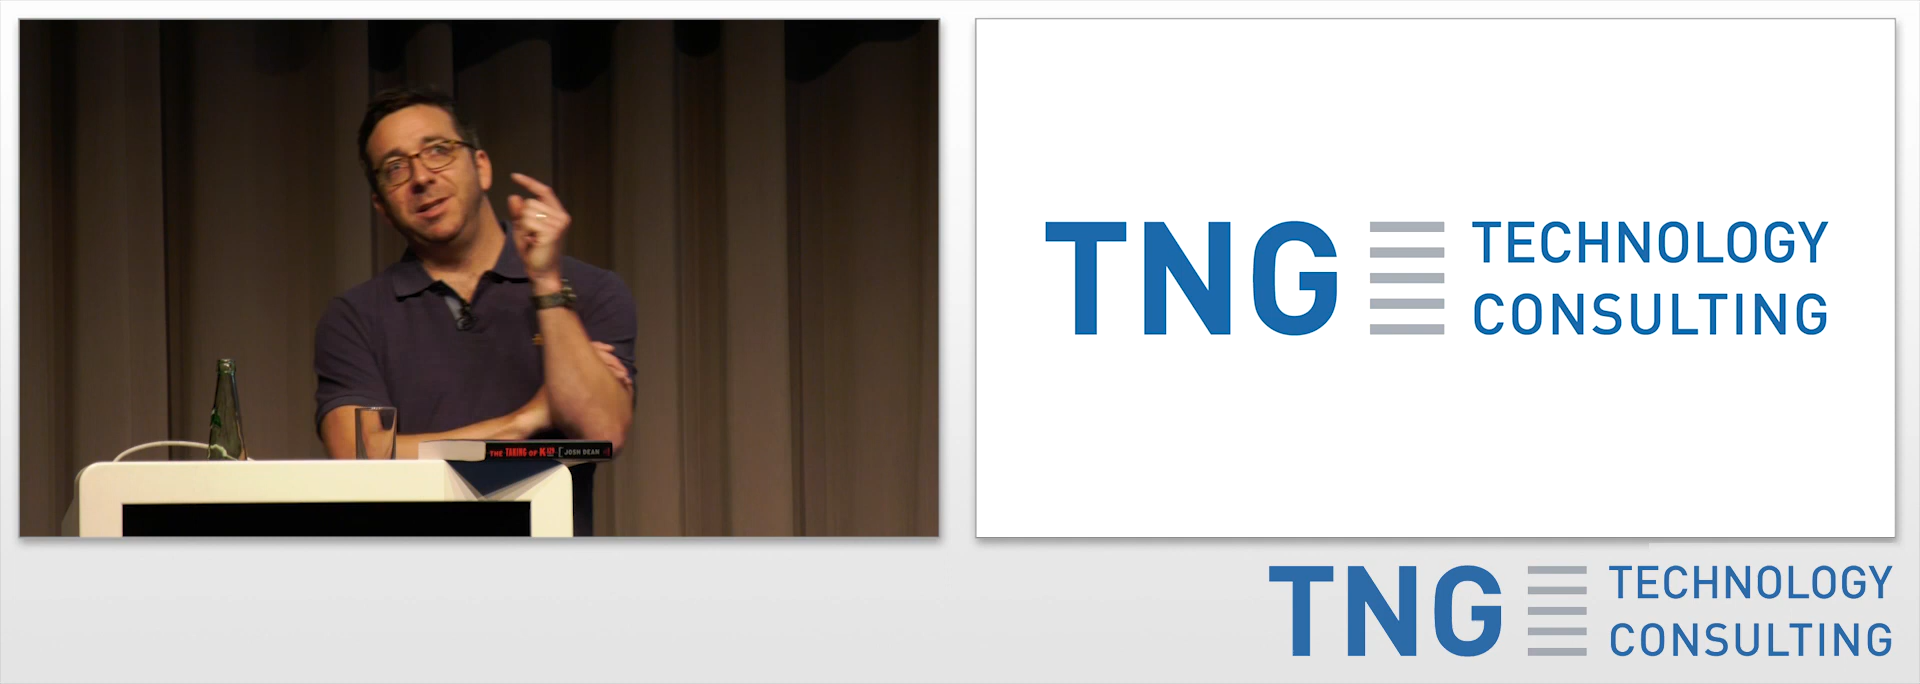 THE TAKING OF K-129 [JOSH DEAN
TNG TECHNOLOGY
CONSULTING
TNG TECHNOLOGY
CONSULTING